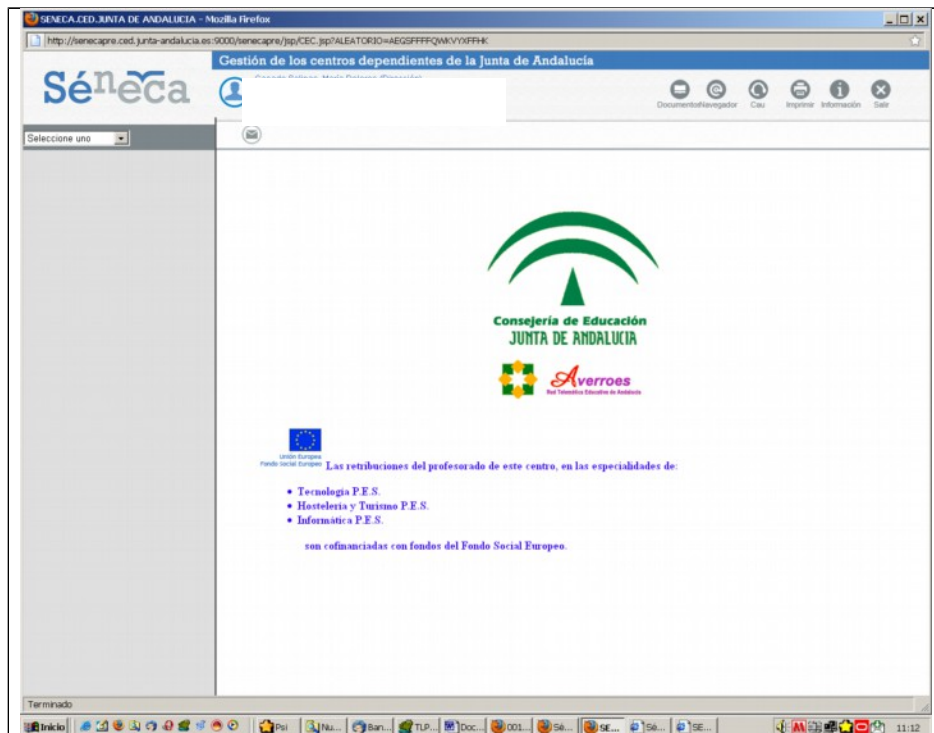 SENECA.CED.JUNTA DE ANDALUCIA - Mozilla Firefox
http://senecapre.ced.junta-andalucia.es:9000/senecapre/jsp/CEC.jsp?ALEATORIO=AEGSFFFFQWKVYXFFHK
Gestión de los centros dependientes de la Junta de Andalucía
Séneca
Documentos Navegador Cau Imprimir Información Salir
Seleccione uno
Consejería de Educación
JUNTA DE ANDALUCIA
Averroes
Red Telemática Educativa de Andalucía
Unión Europea
Fondo Social Europeo
Las retribuciones del profesorado de este centro, en las especialidades de:
• Tecnología P.E.S.
• Hostelería y Turismo P.E.S.
• Informática P.E.S.
son cofinanciadas con fondos del Fondo Social Europeo.
Terminado
Inicio Psi Nu... Ban... TLP... Doc... 001... Sé... SE... Sé... SE... 11:12